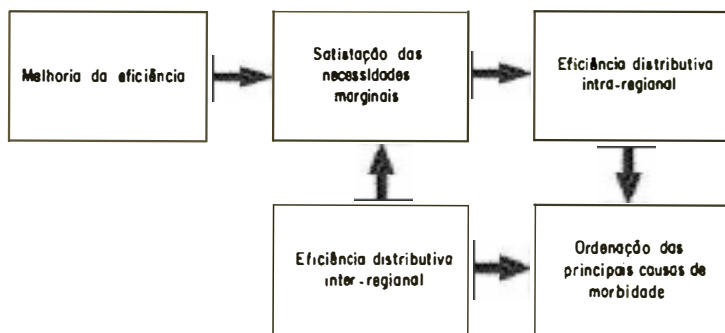 Melhoria da eficiência
Satistação das
necessidades
marginais
Eficiência distributiva
intra-regional
Eficiência distributiva
inter-regional
Ordenação das
principais causas de
morbidade